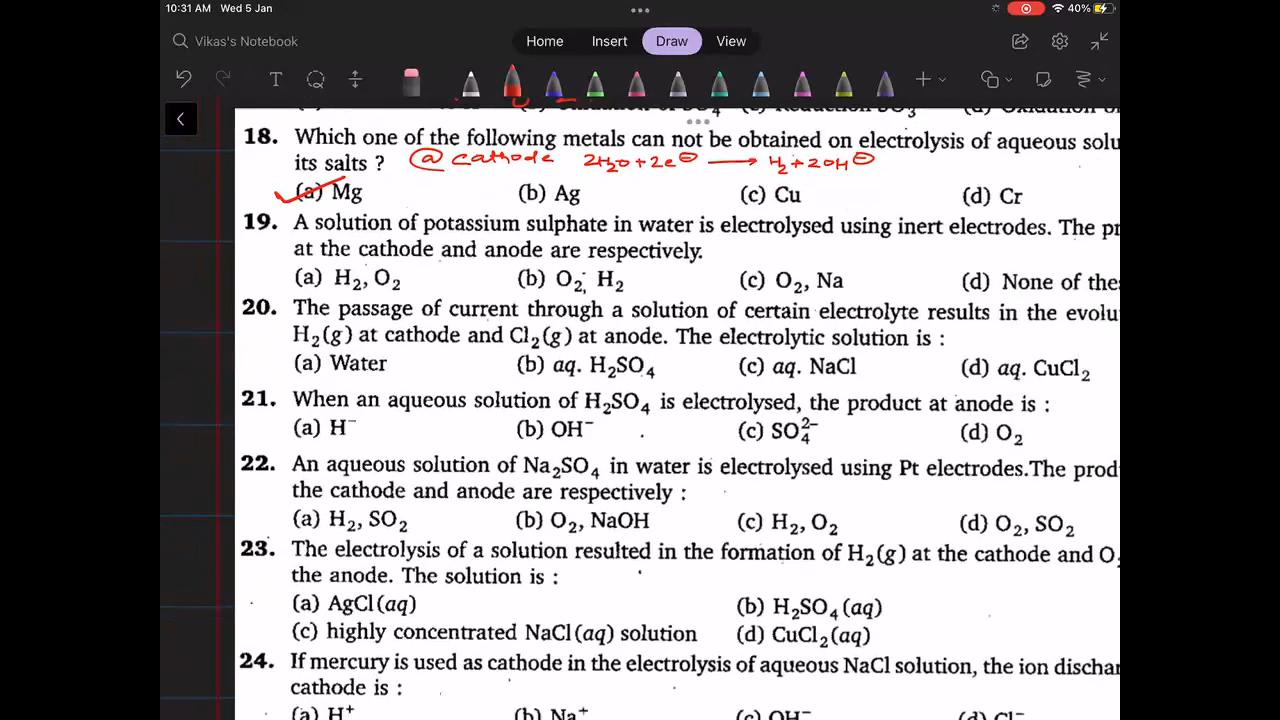 10:31 AM Wed 5 Jan
40%
Vikas's Notebook
Home Insert Draw View
18. Which one of the following metals can not be obtained on electrolysis of aqueous solu
its salts ? @ cathode 2H₂O + 2e⊖ ⟶ H₂ + 2OH⊖
(a) Mg (b) Ag (c) Cu (d) Cr
19. A solution of potassium sulphate in water is electrolysed using inert electrodes. The pr
at the cathode and anode are respectively.
(a) H₂, O₂ (b) O₂, H₂ (c) O₂, Na (d) None of the
20. The passage of current through a solution of certain electrolyte results in the evolu
H₂(g) at cathode and Cl₂(g) at anode. The electrolytic solution is :
(a) Water (b) aq. H₂SO₄ (c) aq. NaCl (d) aq. CuCl₂
21. When an aqueous solution of H₂SO₄ is electrolysed, the product at anode is :
(a) H⁻ (b) OH⁻ (c) SO₄²⁻ (d) O₂
22. An aqueous solution of Na₂SO₄ in water is electrolysed using Pt electrodes.The prod
the cathode and anode are respectively :
(a) H₂, SO₂ (b) O₂, NaOH (c) H₂, O₂ (d) O₂, SO₂
23. The electrolysis of a solution resulted in the formation of H₂(g) at the cathode and O
the anode. The solution is :
(a) AgCl(aq) (b) H₂SO₄(aq)
(c) highly concentrated NaCl(aq) solution (d) CuCl₂(aq)
24. If mercury is used as cathode in the electrolysis of aqueous NaCl solution, the ion dischar
cathode is :
(a) H⁺ (b) Na⁺ (c) OH⁻ (d) Cl⁻